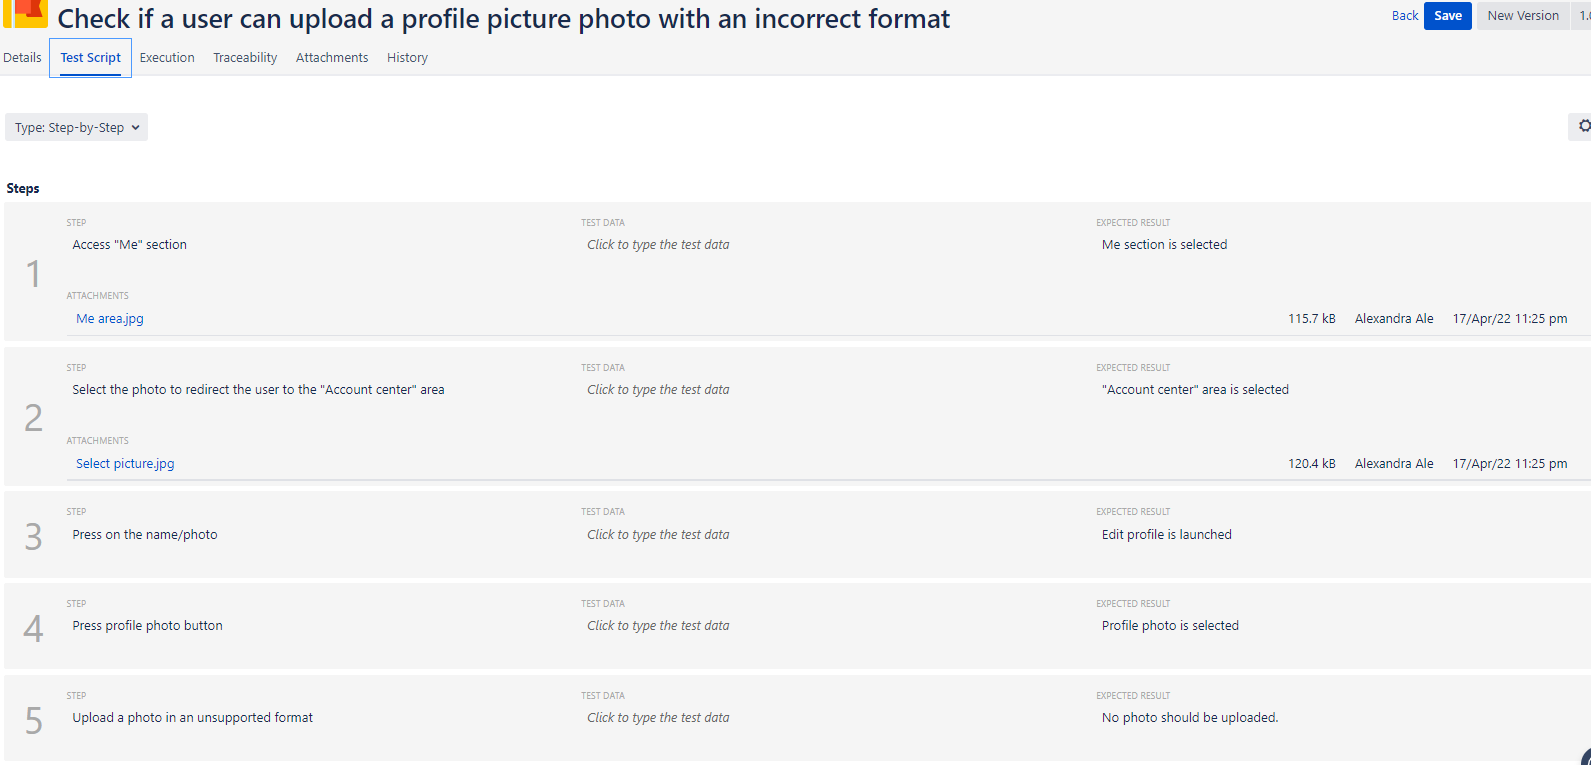 Check if a user can upload a profile picture photo with an incorrect format
Back Save New Version 1.
Details Test Script Execution Traceability Attachments History
Type: Step-by-Step
Steps
STEP TEST DATA EXPECTED RESULT
1 Access "Me" section Click to type the test data Me section is selected
ATTACHMENTS
Me area.jpg 115.7 kB Alexandra Ale 17/Apr/22 11:25 pm
STEP TEST DATA EXPECTED RESULT
2 Select the photo to redirect the user to the "Account center" area Click to type the test data "Account center" area is selected
ATTACHMENTS
Select picture.jpg 120.4 kB Alexandra Ale 17/Apr/22 11:25 pm
STEP TEST DATA EXPECTED RESULT
3 Press on the name/photo Click to type the test data Edit profile is launched
STEP TEST DATA EXPECTED RESULT
4 Press profile photo button Click to type the test data Profile photo is selected
STEP TEST DATA EXPECTED RESULT
5 Upload a photo in an unsupported format Click to type the test data No photo should be uploaded.